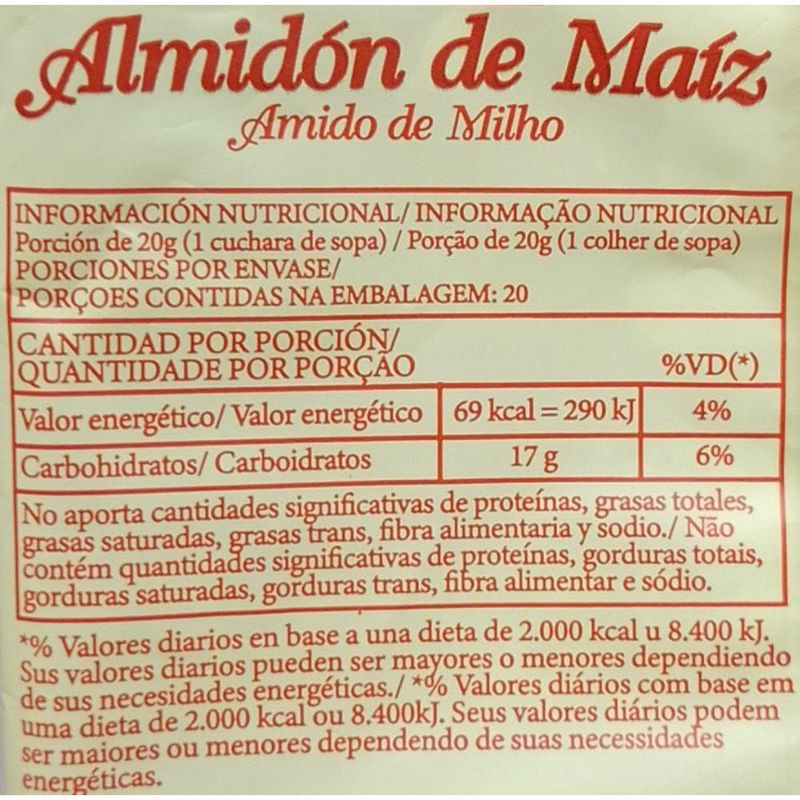 Almidón de Maíz
Amido de Milho
INFORMACIÓN NUTRICIONAL/ INFORMAÇÃO NUTRICIONAL
Porción de 20g (1 cuchara de sopa) / Porção de 20g (1 colher de sopa)
PORCIONES POR ENVASE/
PORÇOES CONTIDAS NA EMBALAGEM: 20
CANTIDAD POR PORCIÓN/
QUANTIDADE POR PORÇÃO %VD(*)
Valor energético/ Valor energético 69 kcal = 290 kJ 4%
Carbohidratos/ Carboidratos 17 g 6%
No aporta cantidades significativas de proteínas, grasas totales,
grasas saturadas, grasas trans, fibra alimentaria y sodio./ Não
contém quantidades significativas de proteínas, gorduras totais,
gorduras saturadas, gorduras trans, fibra alimentar e sódio.
*% Valores diarios en base a una dieta de 2.000 kcal u 8.400 kJ.
Sus valores diarios pueden ser mayores o menores dependiendo
de sus necesidades energéticas./ *% Valores diários com base em
uma dieta de 2.000 kcal ou 8.400kJ. Seus valores diários podem
ser maiores ou menores dependendo de suas necessidades
energéticas.